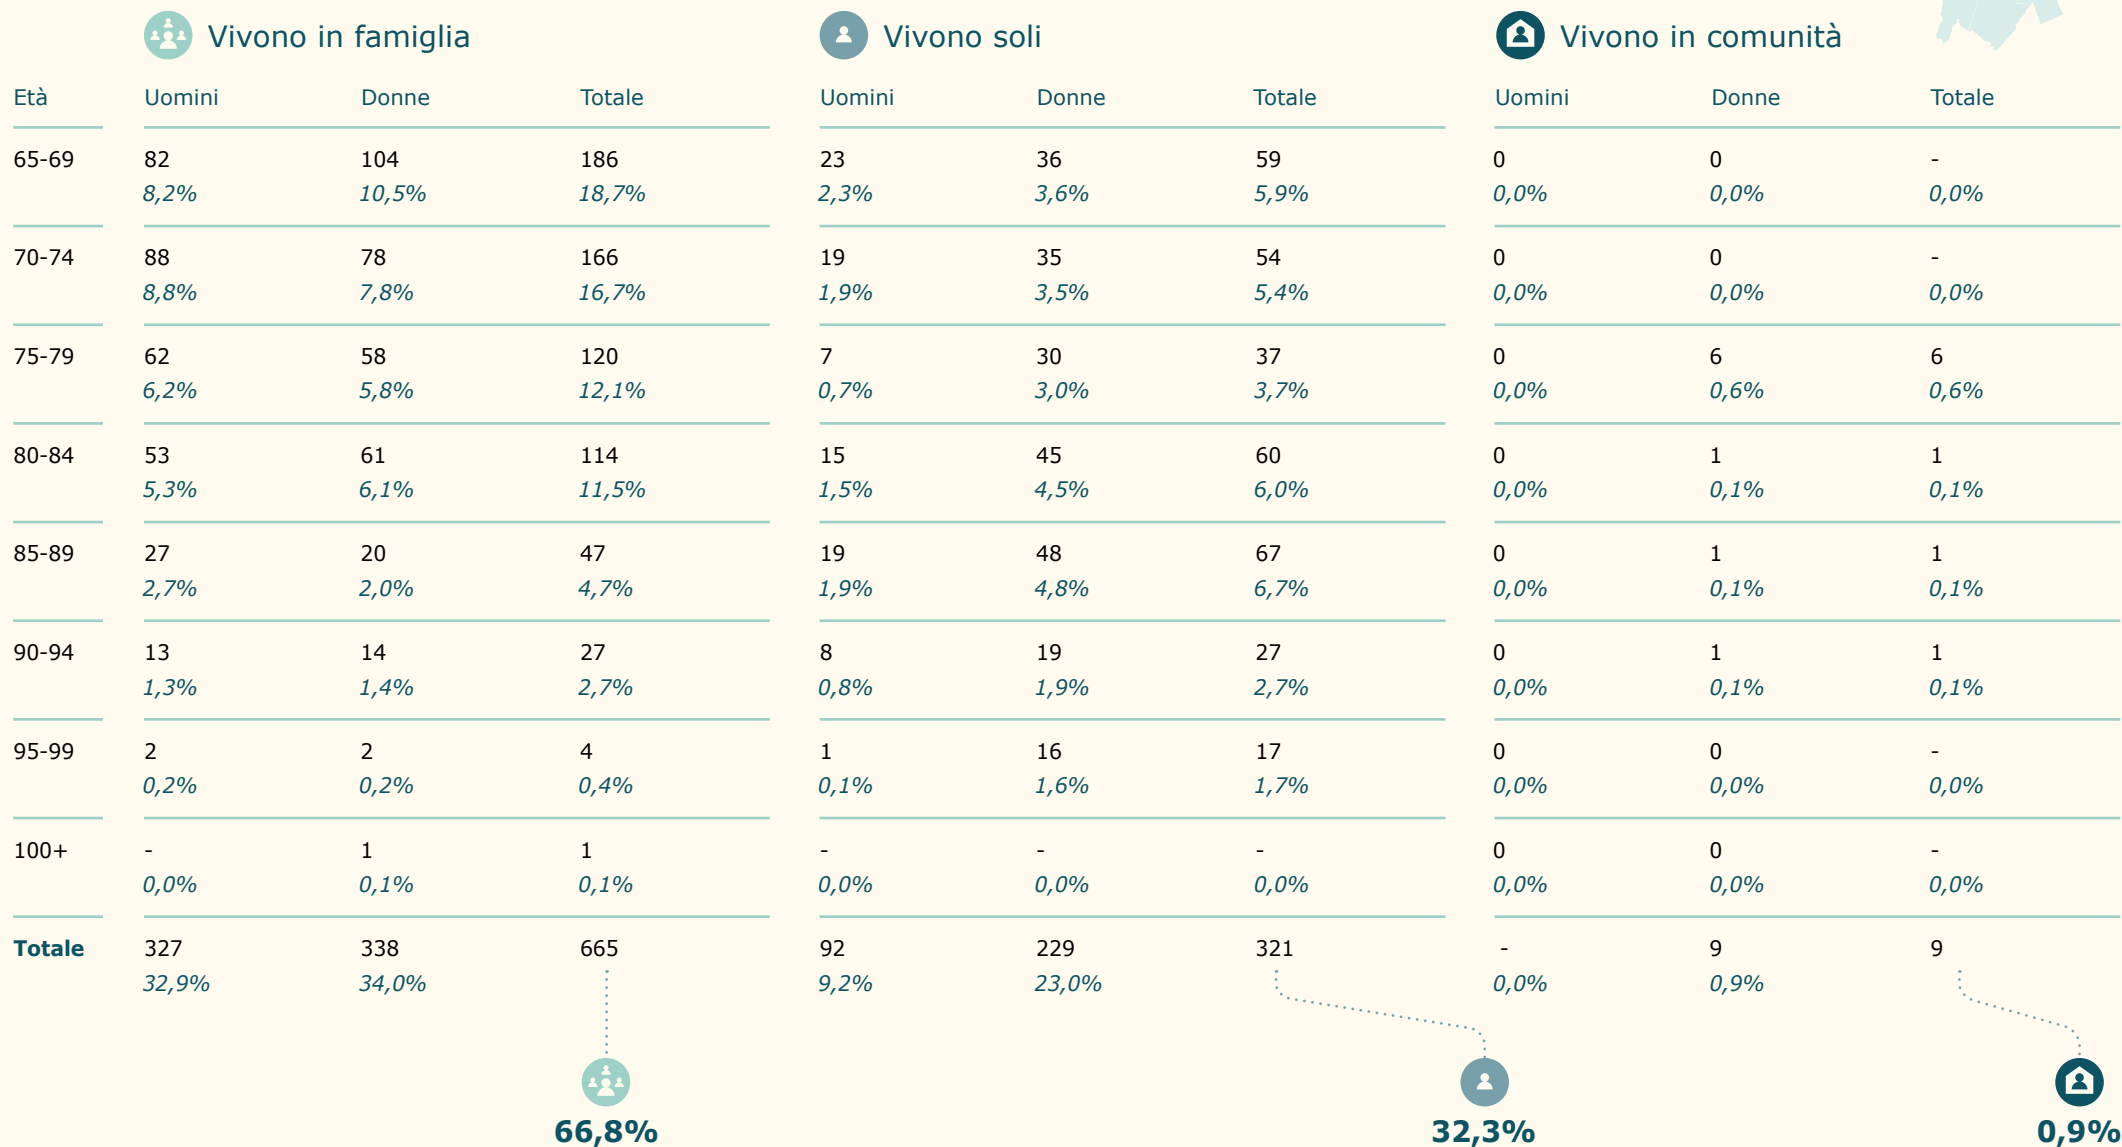 Vivono in famiglia Vivono soli Vivono in comunità
Età Uomini Donne Totale Uomini Donne Totale Uomini Donne Totale
65-69 82 104 186 23 36 59 0 0 -
8,2% 10,5% 18,7% 2,3% 3,6% 5,9% 0,0% 0,0% 0,0%
70-74 88 78 166 19 35 54 0 0 -
8,8% 7,8% 16,7% 1,9% 3,5% 5,4% 0,0% 0,0% 0,0%
75-79 62 58 120 7 30 37 0 6 6
6,2% 5,8% 12,1% 0,7% 3,0% 3,7% 0,0% 0,6% 0,6%
80-84 53 61 114 15 45 60 0 1 1
5,3% 6,1% 11,5% 1,5% 4,5% 6,0% 0,0% 0,1% 0,1%
85-89 27 20 47 19 48 67 0 1 1
2,7% 2,0% 4,7% 1,9% 4,8% 6,7% 0,0% 0,1% 0,1%
90-94 13 14 27 8 19 27 0 1 1
1,3% 1,4% 2,7% 0,8% 1,9% 2,7% 0,0% 0,1% 0,1%
95-99 2 2 4 1 16 17 0 0 -
0,2% 0,2% 0,4% 0,1% 1,6% 1,7% 0,0% 0,0% 0,0%
100+ - 1 1 - - - 0 0 -
0,0% 0,1% 0,1% 0,0% 0,0% 0,0% 0,0% 0,0% 0,0%
Totale 327 338 665 92 229 321 - 9 9
32,9% 34,0% 9,2% 23,0% 0,0% 0,9%
66,8% 32,3% 0,9%